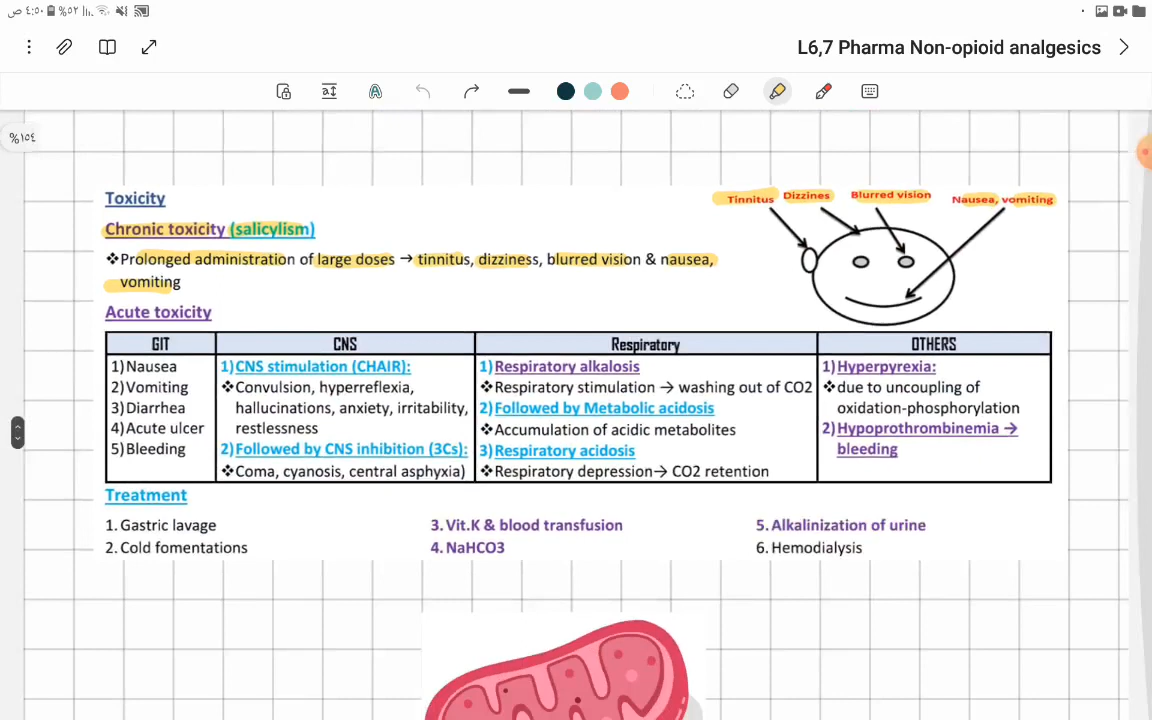 ص ٤:٥٠ %٥٢
L6,7 Pharma Non-opioid analgesics
%١٥٤
Toxicity
Tinnitus Dizzines Blurred vision Nausea, vomiting
Chronic toxicity (salicylism)
❖Prolonged administration of large doses → tinnitus, dizziness, blurred vision & nausea,
vomiting
Acute toxicity
GIT
1) Nausea
2) Vomiting
3) Diarrhea
4) Acute ulcer
5) Bleeding
CNS
1) CNS stimulation (CHAIR):
❖Convulsion, hyperreflexia,
hallucinations, anxiety, irritability,
restlessness
2) Followed by CNS inhibition (3Cs):
❖Coma, cyanosis, central asphyxia)
Respiratory
1) Respiratory alkalosis
❖Respiratory stimulation → washing out of CO2
2) Followed by Metabolic acidosis
❖Accumulation of acidic metabolites
3) Respiratory acidosis
❖Respiratory depression→ CO2 retention
OTHERS
1) Hyperpyrexia:
❖due to uncoupling of
oxidation-phosphorylation
2) Hypoprothrombinemia →
bleeding
Treatment
1. Gastric lavage
2. Cold fomentations
3. Vit.K & blood transfusion
4. NaHCO3
5. Alkalinization of urine
6. Hemodialysis